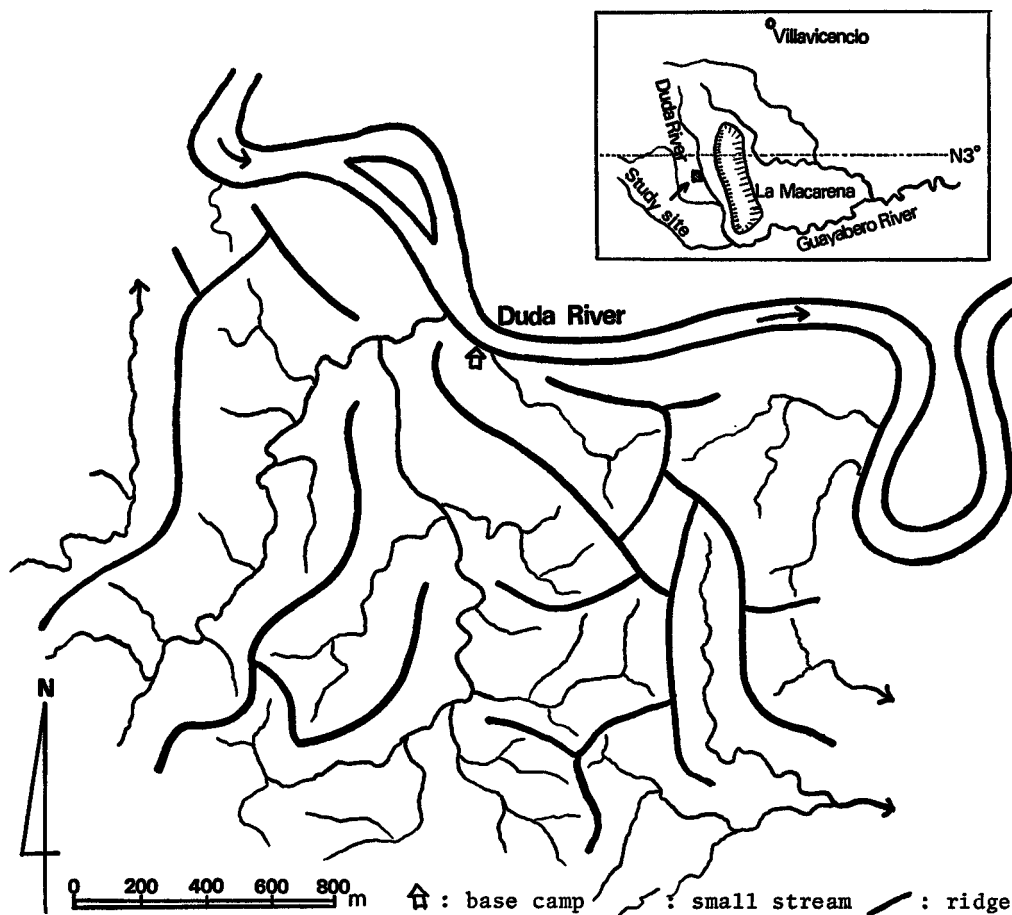 Villavicencio
Duda River
N3°
Study site
La Macarena
Guayabero River
Duda River
N
0 200 400 600 800 m
: base camp : small stream : ridge